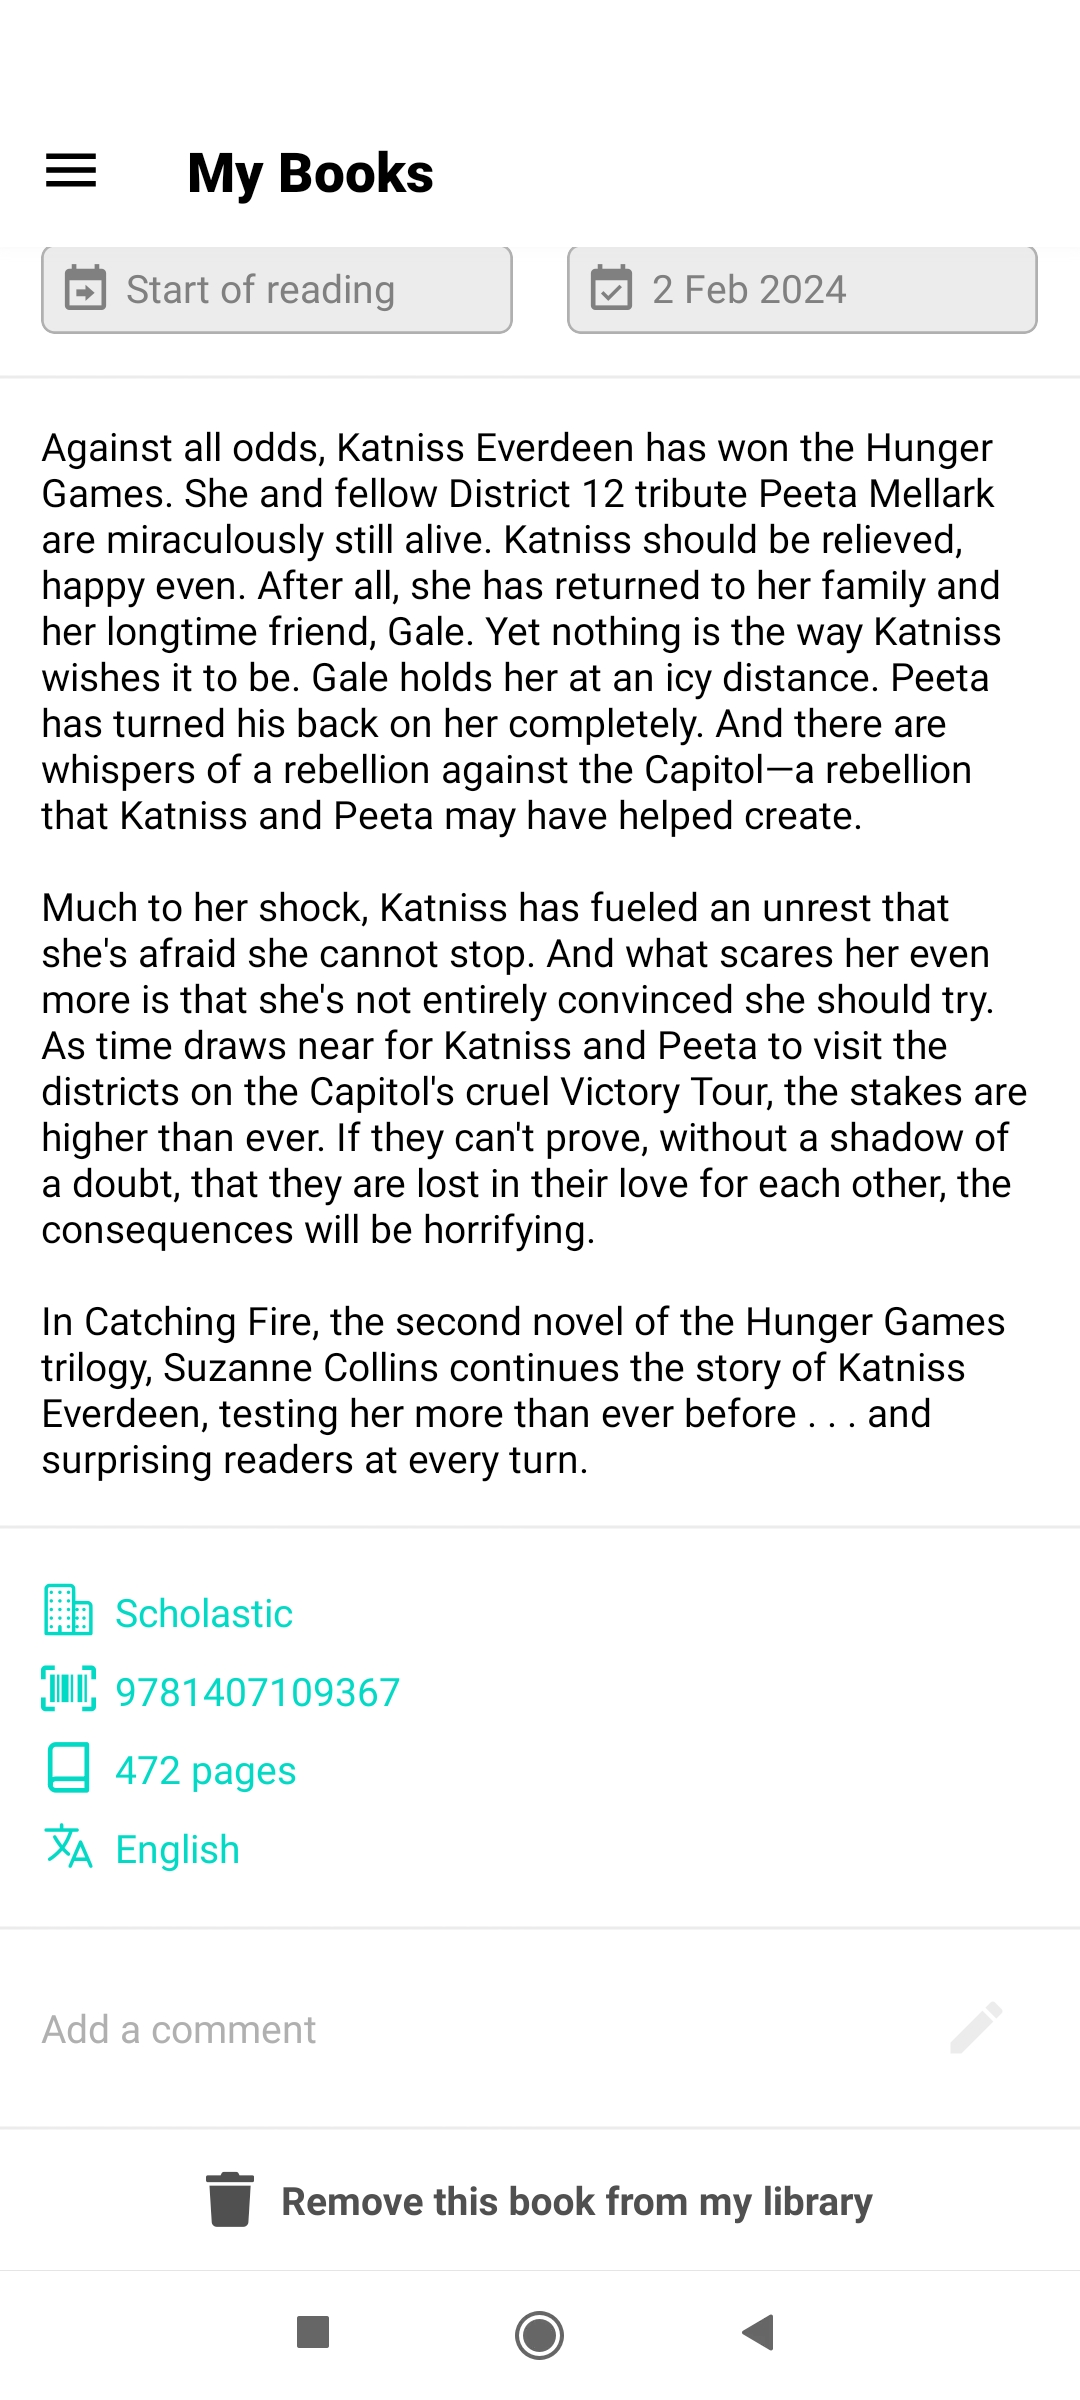 My Books
Start of reading
2 Feb 2024
Against all odds, Katniss Everdeen has won the Hunger
Games. She and fellow District 12 tribute Peeta Mellark
are miraculously still alive. Katniss should be relieved,
happy even. After all, she has returned to her family and
her longtime friend, Gale. Yet nothing is the way Katniss
wishes it to be. Gale holds her at an icy distance. Peeta
has turned his back on her completely. And there are
whispers of a rebellion against the Capitol—a rebellion
that Katniss and Peeta may have helped create.
Much to her shock, Katniss has fueled an unrest that
she's afraid she cannot stop. And what scares her even
more is that she's not entirely convinced she should try.
As time draws near for Katniss and Peeta to visit the
districts on the Capitol's cruel Victory Tour, the stakes are
higher than ever. If they can't prove, without a shadow of
a doubt, that they are lost in their love for each other, the
consequences will be horrifying.
In Catching Fire, the second novel of the Hunger Games
trilogy, Suzanne Collins continues the story of Katniss
Everdeen, testing her more than ever before . . . and
surprising readers at every turn.
Scholastic
9781407109367
472 pages
English
Add a comment
Remove this book from my library